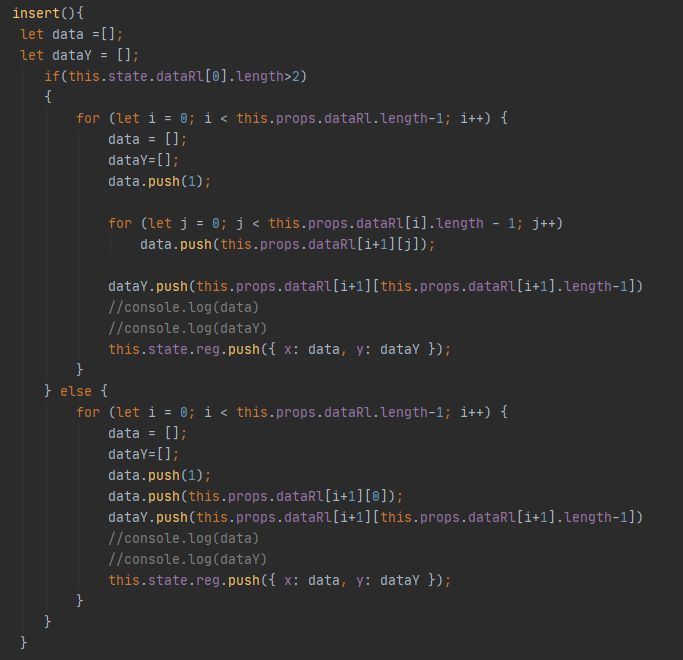 insert(){
let data =[];
let dataY = [];
if(this.state.dataRl[0].length>2)
{
for (let i = 0; i < this.props.dataRl.length-1; i++) {
data = [];
dataY=[];
data.push(1);
for (let j = 0; j < this.props.dataRl[i].length - 1; j++)
data.push(this.props.dataRl[i+1][j]);
dataY.push(this.props.dataRl[i+1][this.props.dataRl[i+1].length-1])
//console.log(data)
//console.log(dataY)
this.state.reg.push({ x: data, y: dataY });
}
} else {
for (let i = 0; i < this.props.dataRl.length-1; i++) {
data = [];
dataY=[];
data.push(1);
data.push(this.props.dataRl[i+1][0]);
dataY.push(this.props.dataRl[i+1][this.props.dataRl[i+1].length-1])
//console.log(data)
//console.log(dataY)
this.state.reg.push({ x: data, y: dataY });
}
}
}